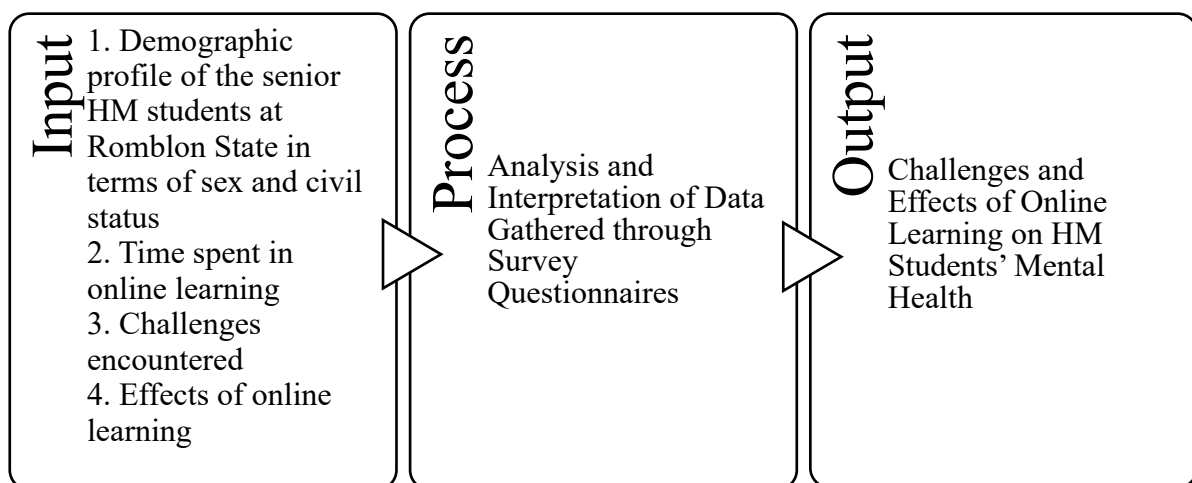 Input
1. Demographic
profile of the senior
HM students at
Romblon State in
terms of sex and civil
status
2. Time spent in
online learning
3. Challenges
encountered
4. Effects of online
learning
Process
Analysis and
Interpretation of Data
Gathered through
Survey
Questionnaires
Output
Challenges and
Effects of Online
Learning on HM
Students’ Mental
Health